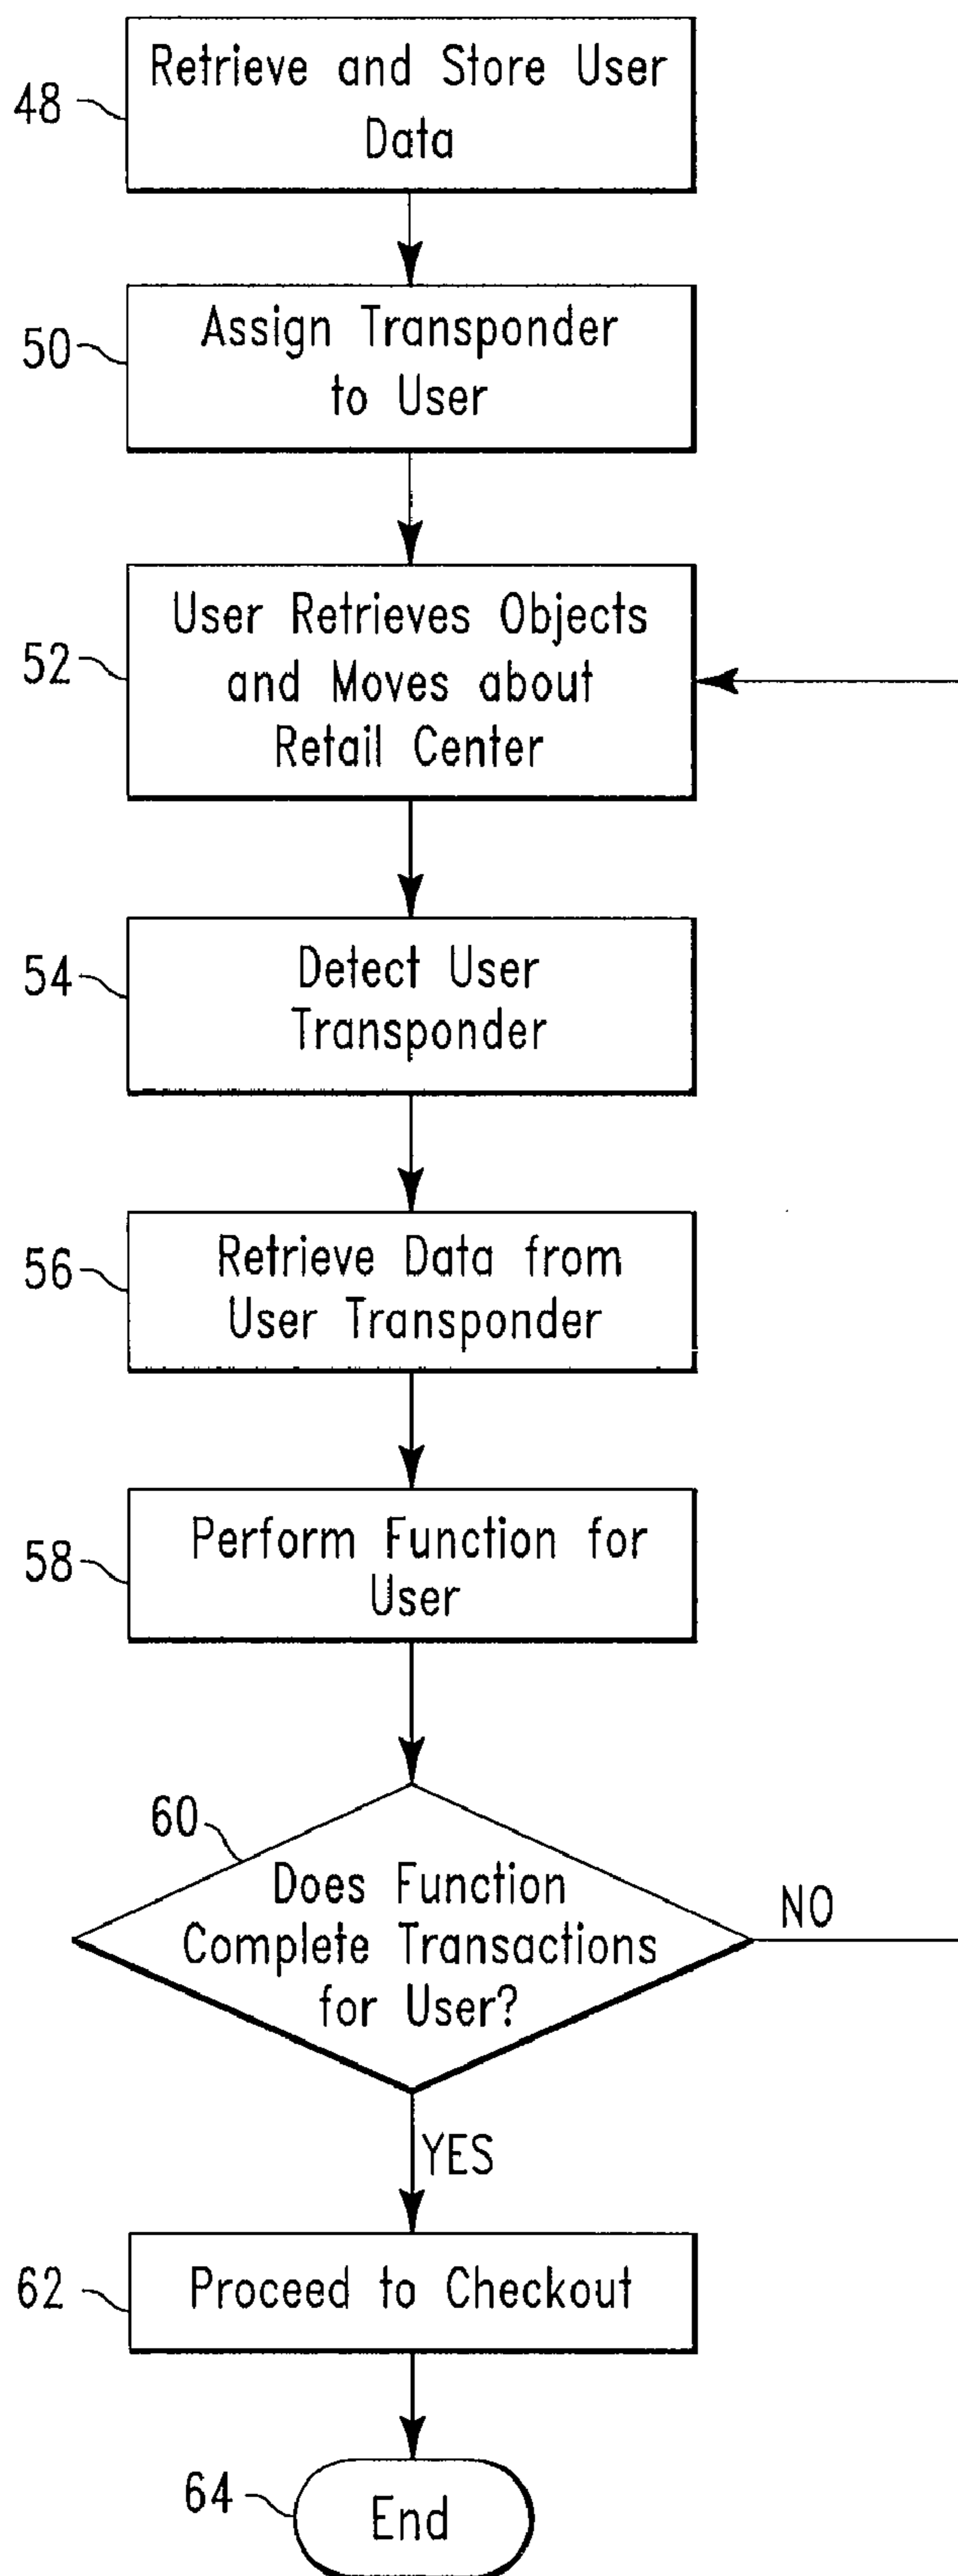 48
Retrieve and Store User
Data
50
Assign Transponder
to User
52
User Retrieves Objects
and Moves about
Retail Center
54
Detect User
Transponder
56
Retrieve Data from
User Transponder
58
Perform Function for
User
60
Does Function
Complete Transactions
for User?
NO
YES
62
Proceed to Checkout
64
End